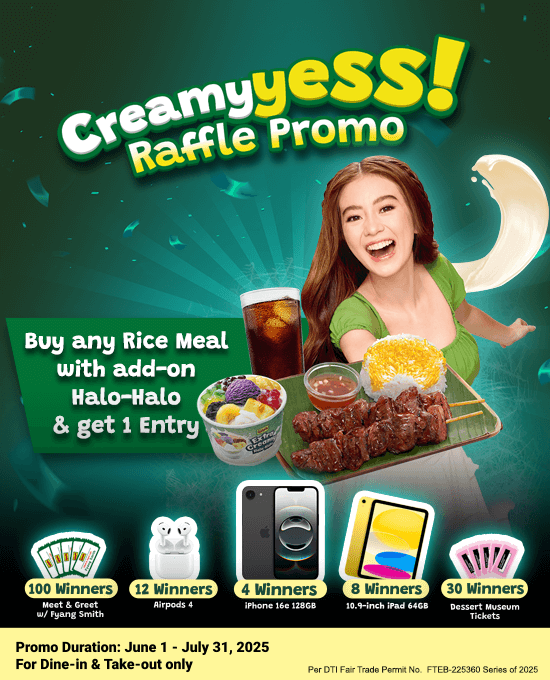 Creamyyess!
Raffle Promo
Buy any Rice Meal
with add-on
Halo-Halo
& get 1 Entry
Extra
Creamy
100 Winners
Meet & Greet
w/ Fyang Smith
12 Winners
Airpods 4
4 Winners
iPhone 16e 128GB
8 Winners
10.9-inch iPad 64GB
30 Winners
Dessert Museum
Tickets
Promo Duration: June 1 - July 31, 2025
For Dine-in & Take-out only
Per DTI Fair Trade Permit No. FTEB-225360 Series of 2025